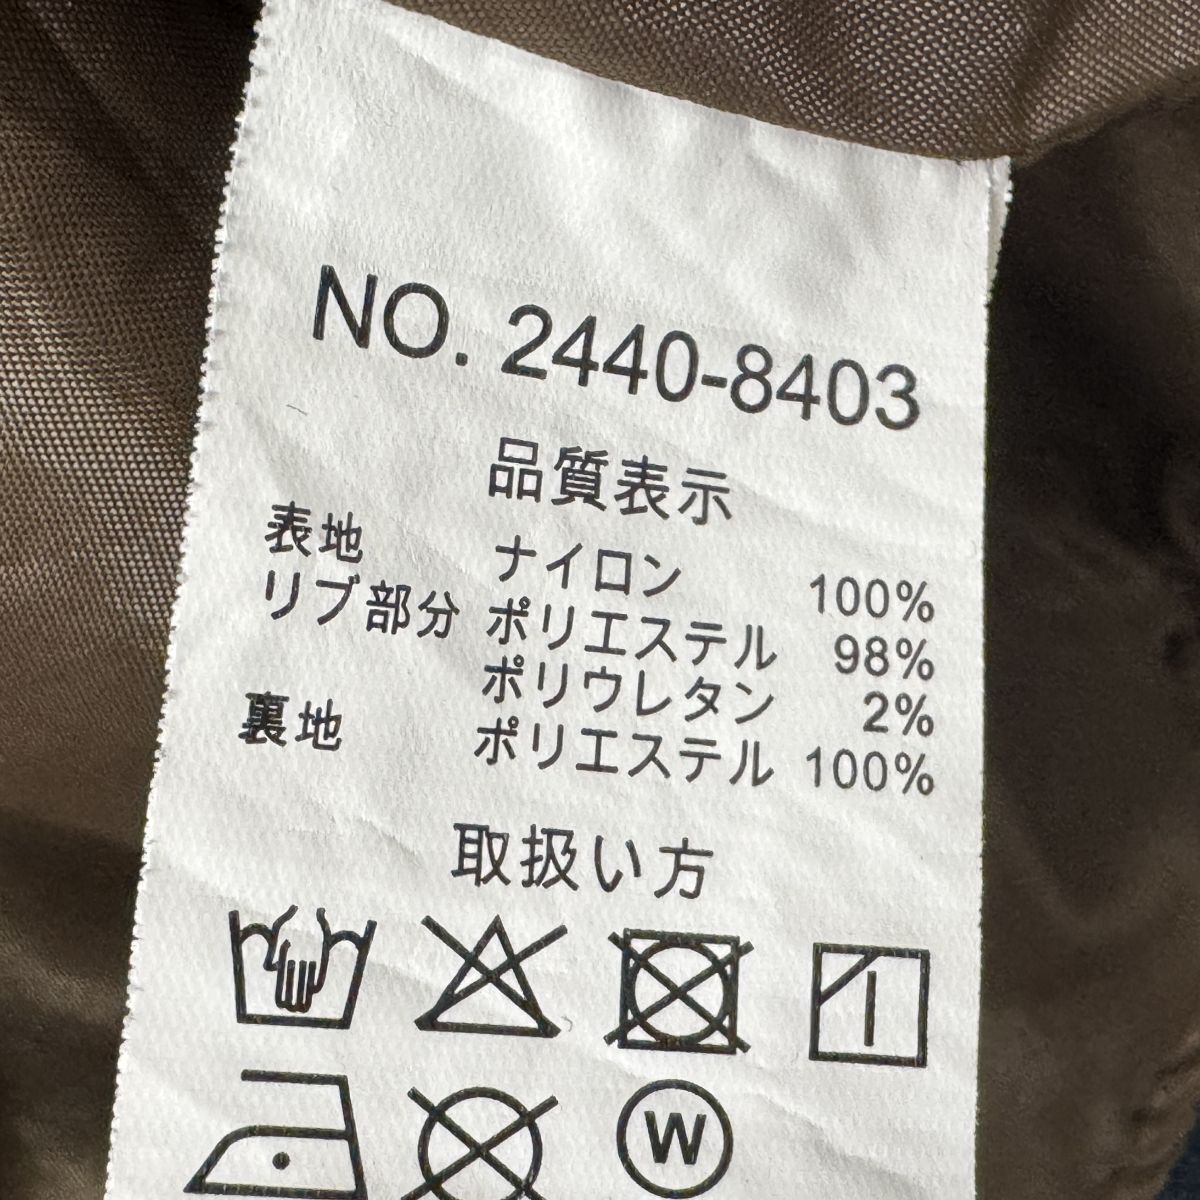 NO. 2440-8403
品質表示
表地 ナイロン 100%
リブ部分 ポリエステル 98%
ポリウレタン 2%
裏地 ポリエステル 100%
取扱い方
W